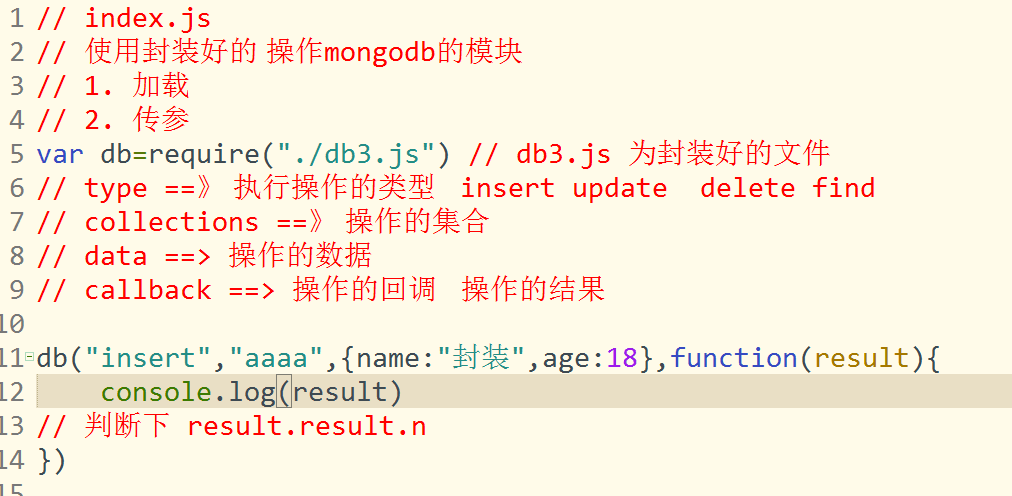 1 // index.js
2 // 使用封装好的 操作mongodb的模块
3 // 1. 加载
4 // 2. 传参
5 var db=require("./db3.js") // db3.js 为封装好的文件
6 // type ==》 执行操作的类型  insert update  delete find
7 // collections ==》 操作的集合
8 // data ==> 操作的数据
9 // callback ==> 操作的回调  操作的结果
10
11 db("insert","aaaa",{name:"封装",age:18},function(result){
12     console.log(result)
13 // 判断下 result.result.n
14 })
15